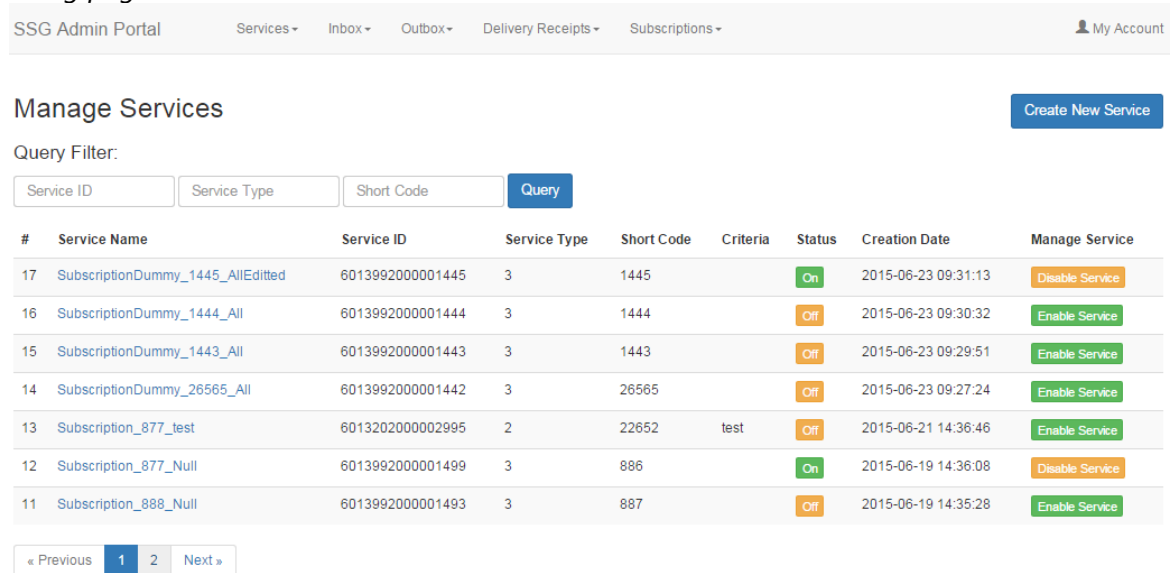 SSG Admin Portal Services Inbox Outbox Delivery Receipts Subscriptions My Account
Manage Services Create New Service
Query Filter:
Service ID Service Type Short Code Query
# Service Name Service ID Service Type Short Code Criteria Status Creation Date Manage Service
17 SubscriptionDummy_1445_AllEditted 6013992000001445 3 1445 On 2015-06-23 09:31:13 Disable Service
16 SubscriptionDummy_1444_All 6013992000001444 3 1444 Off 2015-06-23 09:30:32 Enable Service
15 SubscriptionDummy_1443_All 6013992000001443 3 1443 Off 2015-06-23 09:29:51 Enable Service
14 SubscriptionDummy_26565_All 6013992000001442 3 26565 Off 2015-06-23 09:27:24 Enable Service
13 Subscription_877_test 6013202000002995 2 22652 test Off 2015-06-21 14:36:46 Enable Service
12 Subscription_877_Null 6013992000001499 3 886 On 2015-06-19 14:36:08 Disable Service
11 Subscription_888_Null 6013992000001493 3 887 Off 2015-06-19 14:35:28 Enable Service
« Previous 1 2 Next »